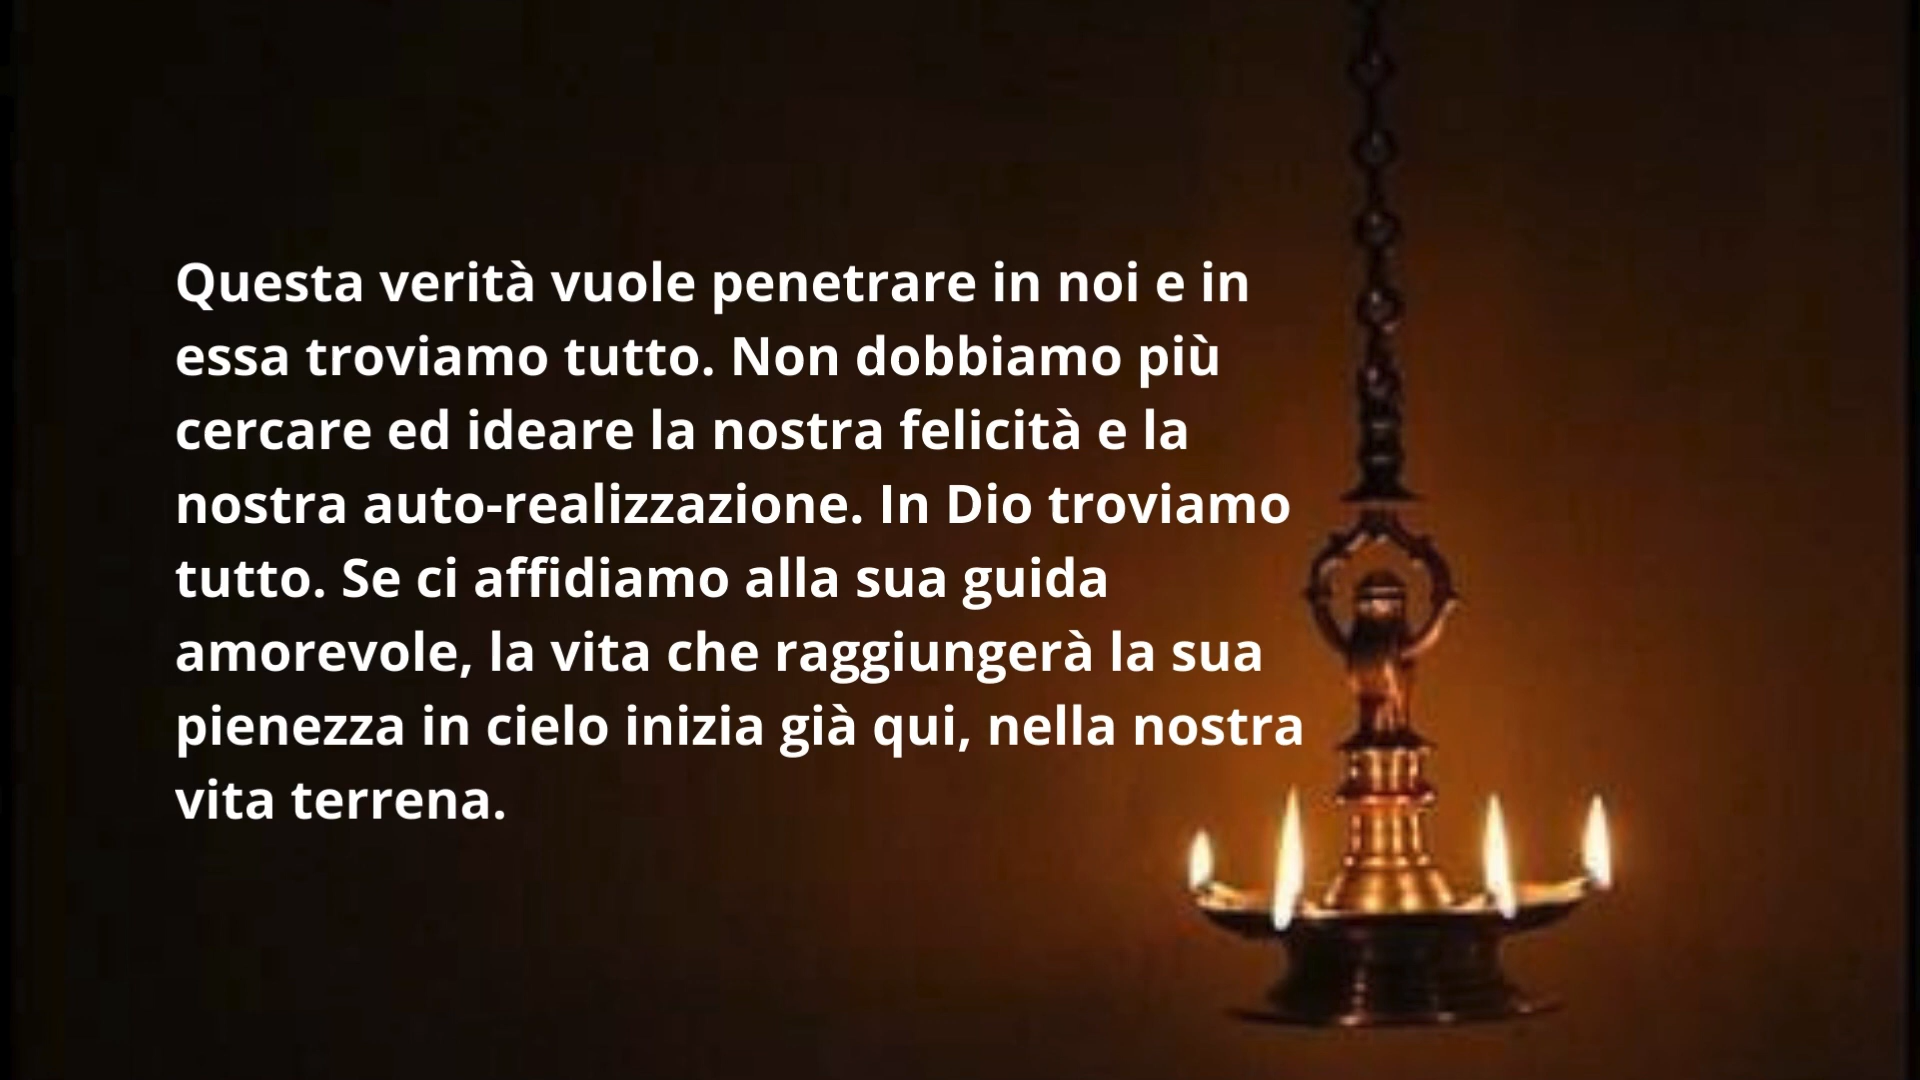 Questa verità vuole penetrare in noi e in
essa troviamo tutto. Non dobbiamo più
cercare ed ideare la nostra felicità e la
nostra auto-realizzazione. In Dio troviamo
tutto. Se ci affidiamo alla sua guida
amorevole, la vita che raggiungerà la sua
pienezza in cielo inizia già qui, nella nostra
vita terrena.